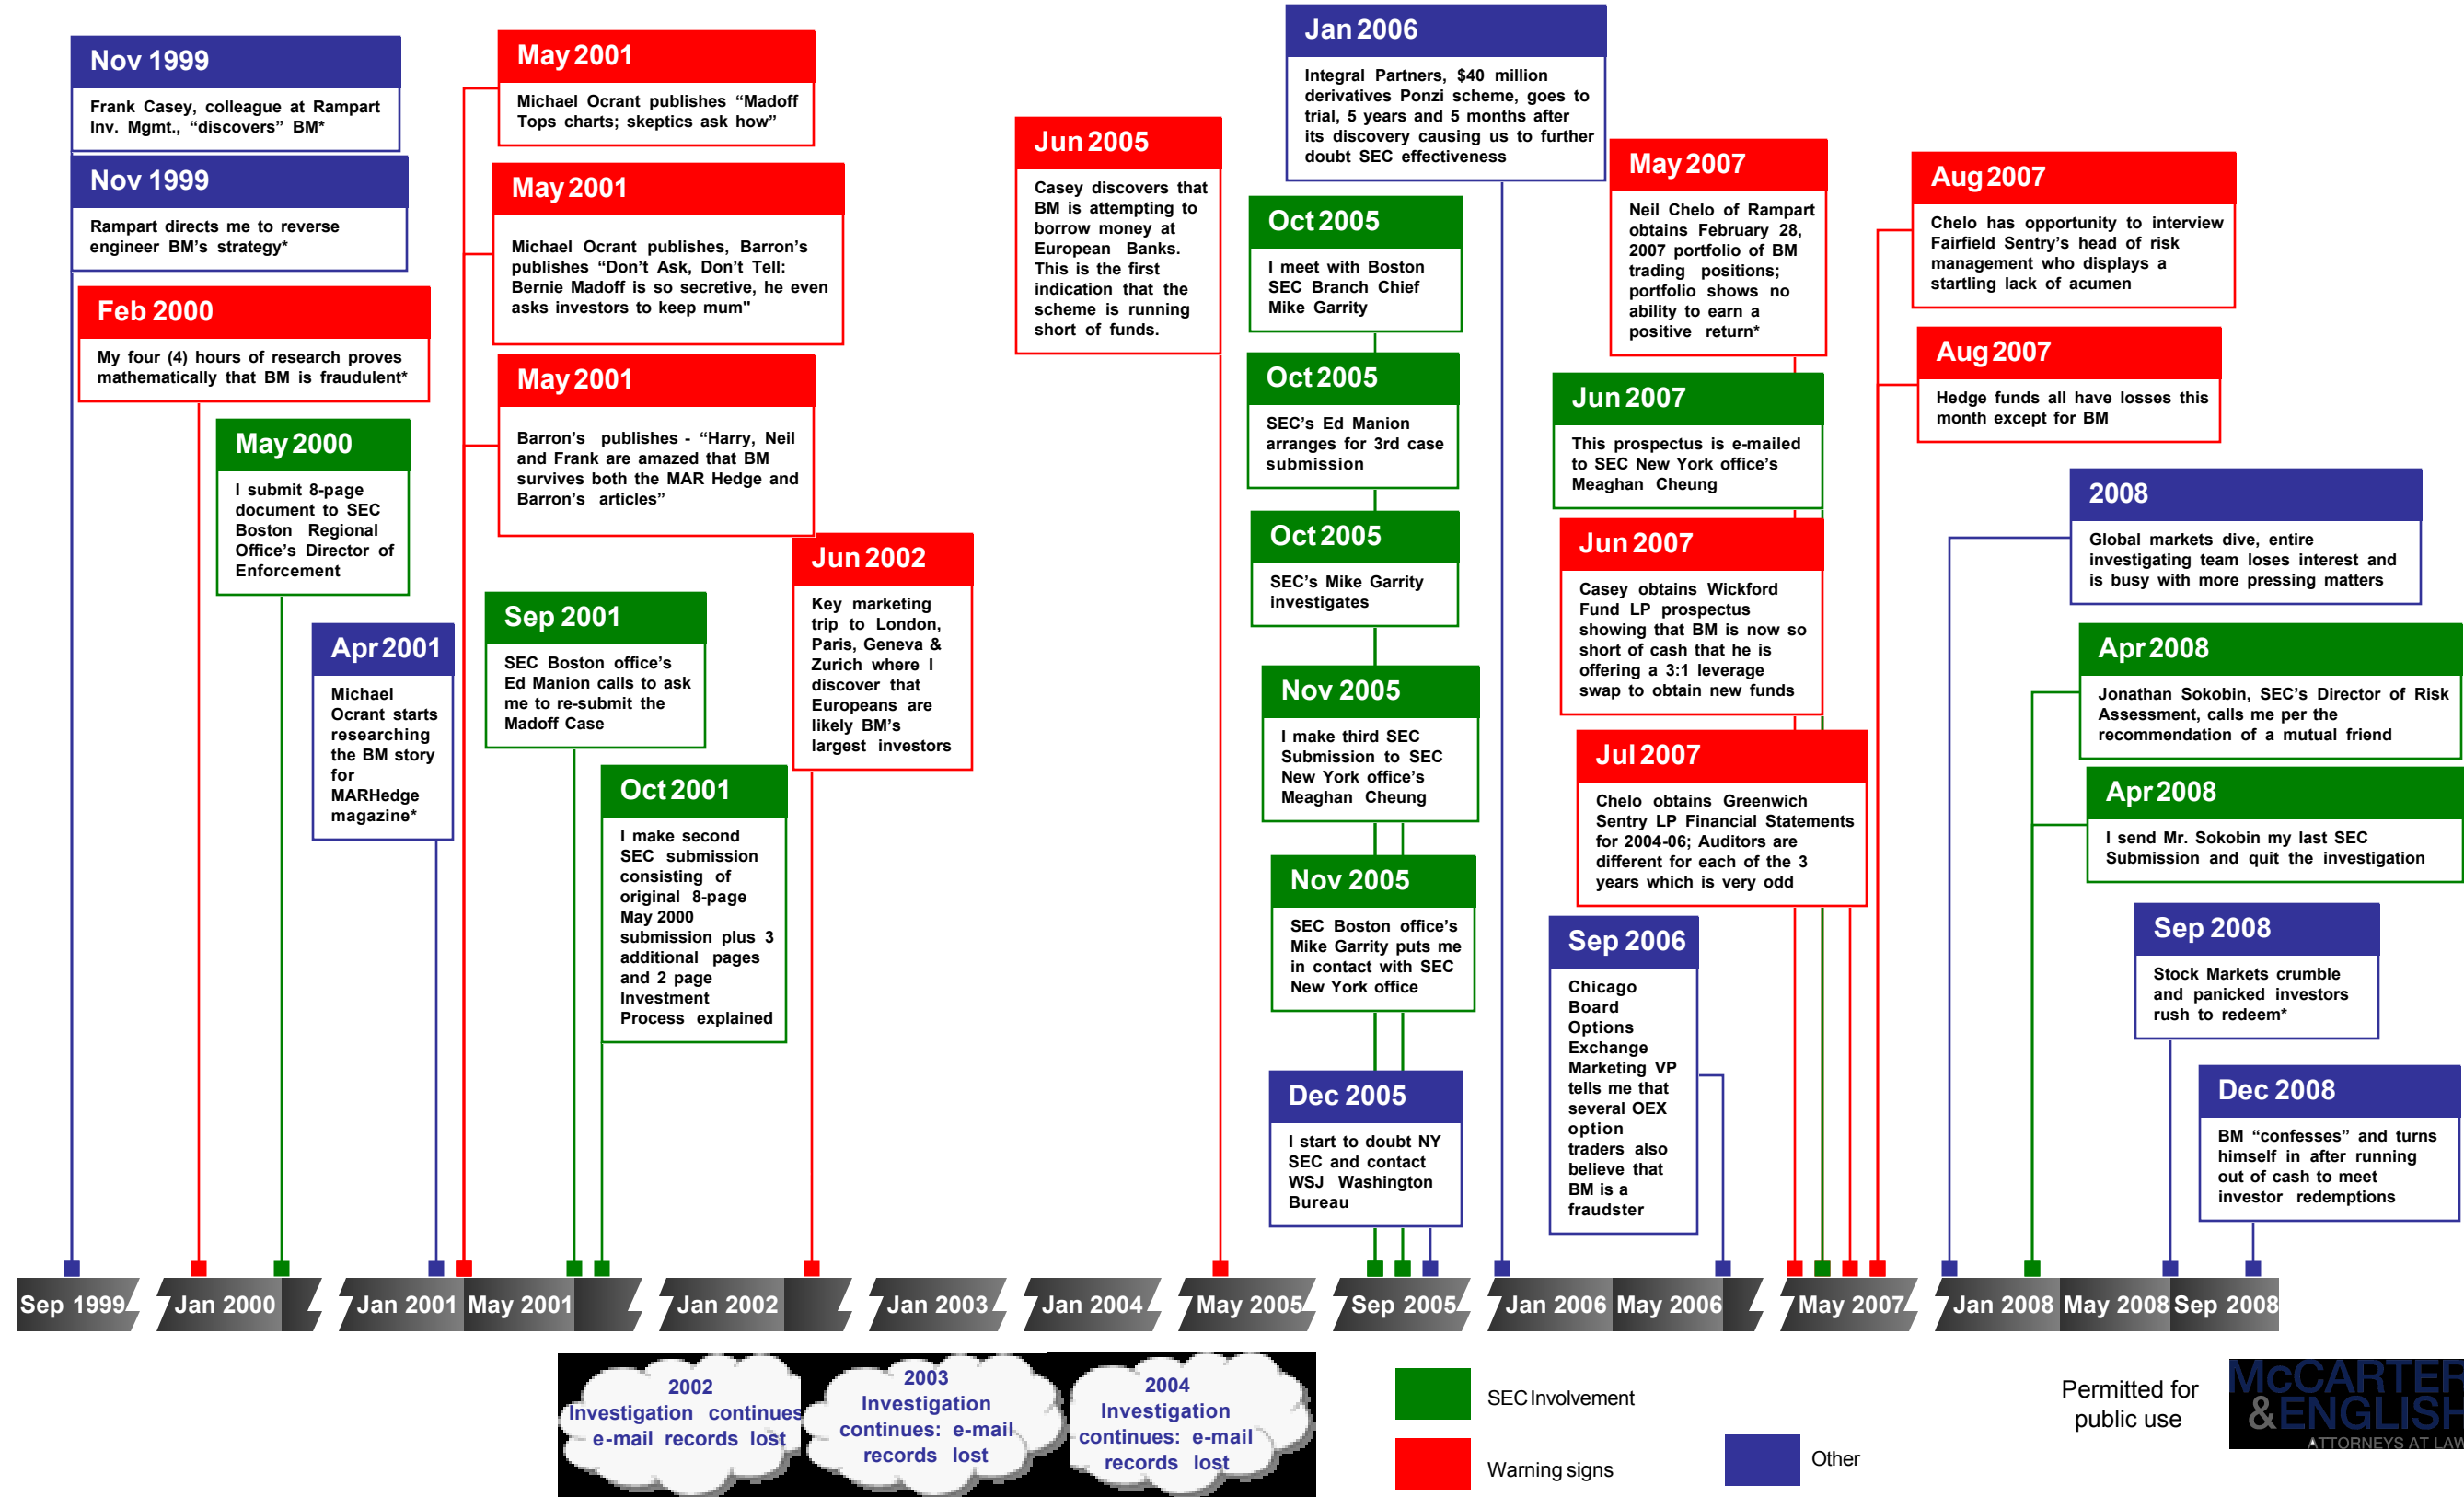 Nov 1999
Frank Casey, colleague at Rampart
Inv. Mgmt., “discovers” BM*
Nov 1999
Rampart directs me to reverse
engineer BM’s strategy*
Feb 2000
My four (4) hours of research proves
mathematically that BM is fraudulent*
May 2000
I submit 8-page
document to SEC
Boston Regional
Office’s Director of
Enforcement
Apr 2001
Michael
Ocrant starts
researching
the BM story
for
MARHedge
magazine*
May 2001
Michael Ocrant publishes “Madoff
Tops charts; skeptics ask how”
May 2001
Michael Ocrant publishes, Barron’s
publishes “Don’t Ask, Don’t Tell:
Bernie Madoff is so secretive, he even
asks investors to keep mum"
May 2001
Barron’s publishes - “Harry, Neil
and Frank are amazed that BM
survives both the MAR Hedge and
Barron’s articles”
Sep 2001
SEC Boston office’s
Ed Manion calls to ask
me to re-submit the
Madoff Case
Oct 2001
I make second
SEC submission
consisting of
original 8-page
May 2000
submission plus 3
additional pages
and 2 page
Investment
Process explained
Jun 2002
Key marketing
trip to London,
Paris, Geneva &
Zurich where I
discover that
Europeans are
likely BM’s
largest investors
Jun 2005
Casey discovers that
BM is attempting to
borrow money at
European Banks.
This is the first
indication that the
scheme is running
short of funds.
Oct 2005
I meet with Boston
SEC Branch Chief
Mike Garrity
Oct 2005
SEC’s Ed Manion
arranges for 3rd case
submission
Oct 2005
SEC’s Mike Garrity
investigates
Nov 2005
I make third SEC
Submission to SEC
New York office’s
Meaghan Cheung
Nov 2005
SEC Boston office’s
Mike Garrity puts me
in contact with SEC
New York office
Dec 2005
I start to doubt NY
SEC and contact
WSJ Washington
Bureau
Jan 2006
Integral Partners, $40 million
derivatives Ponzi scheme, goes to
trial, 5 years and 5 months after
its discovery causing us to further
doubt SEC effectiveness
May 2007
Neil Chelo of Rampart
obtains February 28,
2007 portfolio of BM
trading positions;
portfolio shows no
ability to earn a
positive return*
Jun 2007
This prospectus is e-mailed
to SEC New York office’s
Meaghan Cheung
Jun 2007
Casey obtains Wickford
Fund LP prospectus
showing that BM is now so
short of cash that he is
offering a 3:1 leverage
swap to obtain new funds
Jul 2007
Chelo obtains Greenwich
Sentry LP Financial Statements
for 2004-06; Auditors are
different for each of the 3
years which is very odd
Sep 2006
Chicago
Board
Options
Exchange
Marketing VP
tells me that
several OEX
option
traders also
believe that
BM is a
fraudster
Aug 2007
Chelo has opportunity to interview
Fairfield Sentry’s head of risk
management who displays a
startling lack of acumen
Aug 2007
Hedge funds all have losses this
month except for BM
2008
Global markets dive, entire
investigating team loses interest and
is busy with more pressing matters
Apr 2008
Jonathan Sokobin, SEC’s Director of Risk
Assessment, calls me per the
recommendation of a mutual friend
Apr 2008
I send Mr. Sokobin my last SEC
Submission and quit the investigation
Sep 2008
Stock Markets crumble
and panicked investors
rush to redeem*
Dec 2008
BM “confesses” and turns
himself in after running
out of cash to meet
investor redemptions
Sep 1999 Jan 2000 Jan 2001 May 2001 Jan 2002 Jan 2003 Jan 2004 May 2005 Sep 2005 Jan 2006 May 2006 May 2007 Jan 2008 May 2008 Sep 2008
2002
Investigation continues
e-mail records lost
2003
Investigation
continues: e-mail
records lost
2004
Investigation
continues: e-mail
records lost
SEC Involvement
Warning signs
Other
Permitted for
public use
McCARTER
&ENGLISH
ATTORNEYS AT LAW